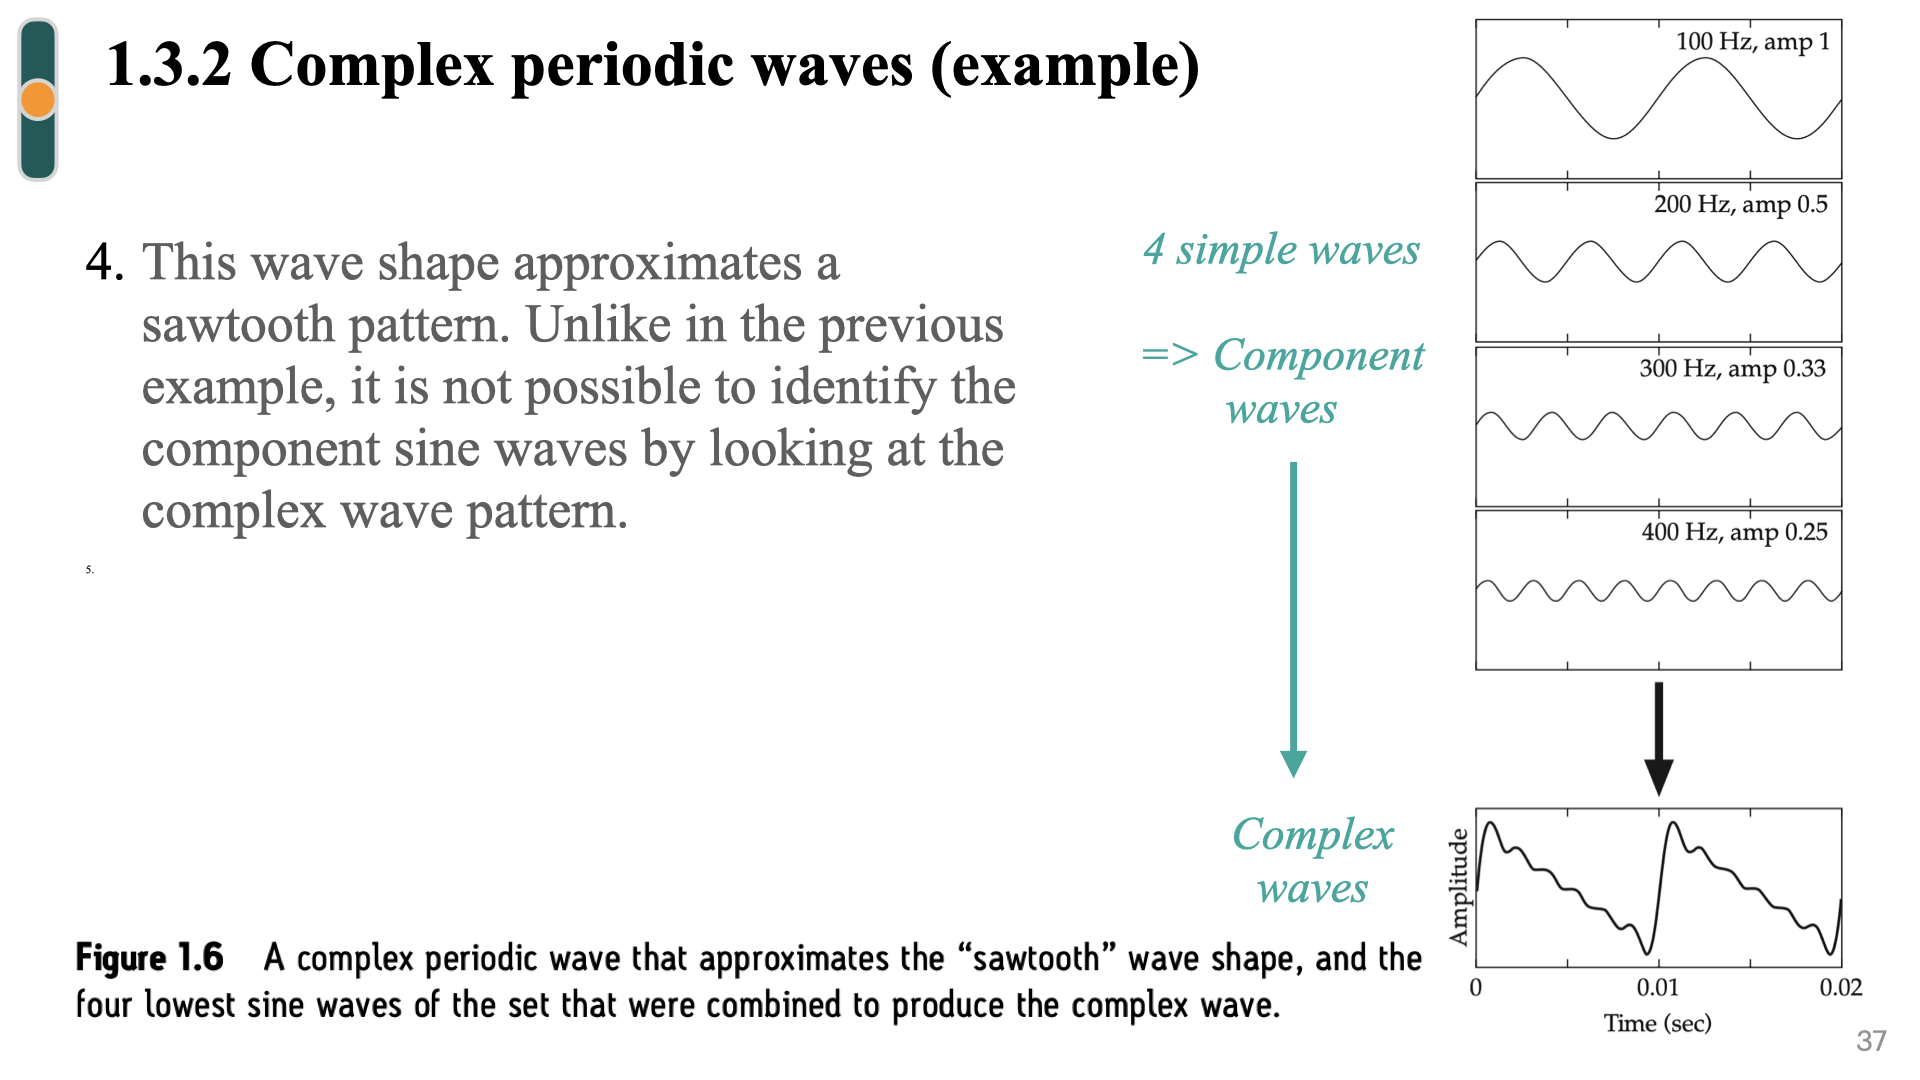 1.3.2 Complex periodic waves (example)
4. This wave shape approximates a
sawtooth pattern. Unlike in the previous
example, it is not possible to identify the
component sine waves by looking at the
complex wave pattern.
5.
4 simple waves
=> Component
waves
Complex
waves
100 Hz, amp 1
200 Hz, amp 0.5
300 Hz, amp 0.33
400 Hz, amp 0.25
Amplitude
0 0.01 0.02
Time (sec)
Figure 1.6 A complex periodic wave that approximates the “sawtooth” wave shape, and the
four lowest sine waves of the set that were combined to produce the complex wave.
37